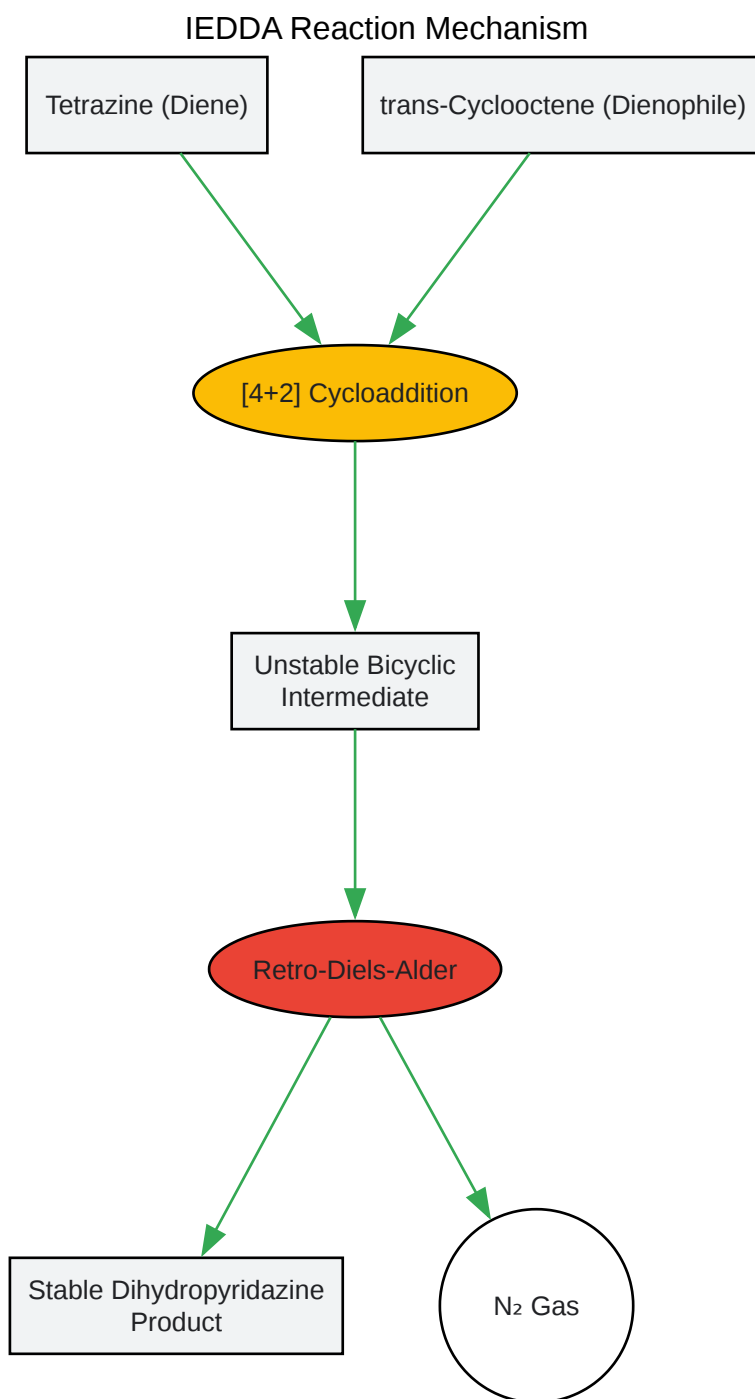 IEDDA Reaction Mechanism
Tetrazine (Diene)
trans-Cyclooctene (Dienophile)
[4+2] Cycloaddition
Unstable Bicyclic
Intermediate
Retro-Diels-Alder
Stable Dihydropyridazine
Product
N₂ Gas